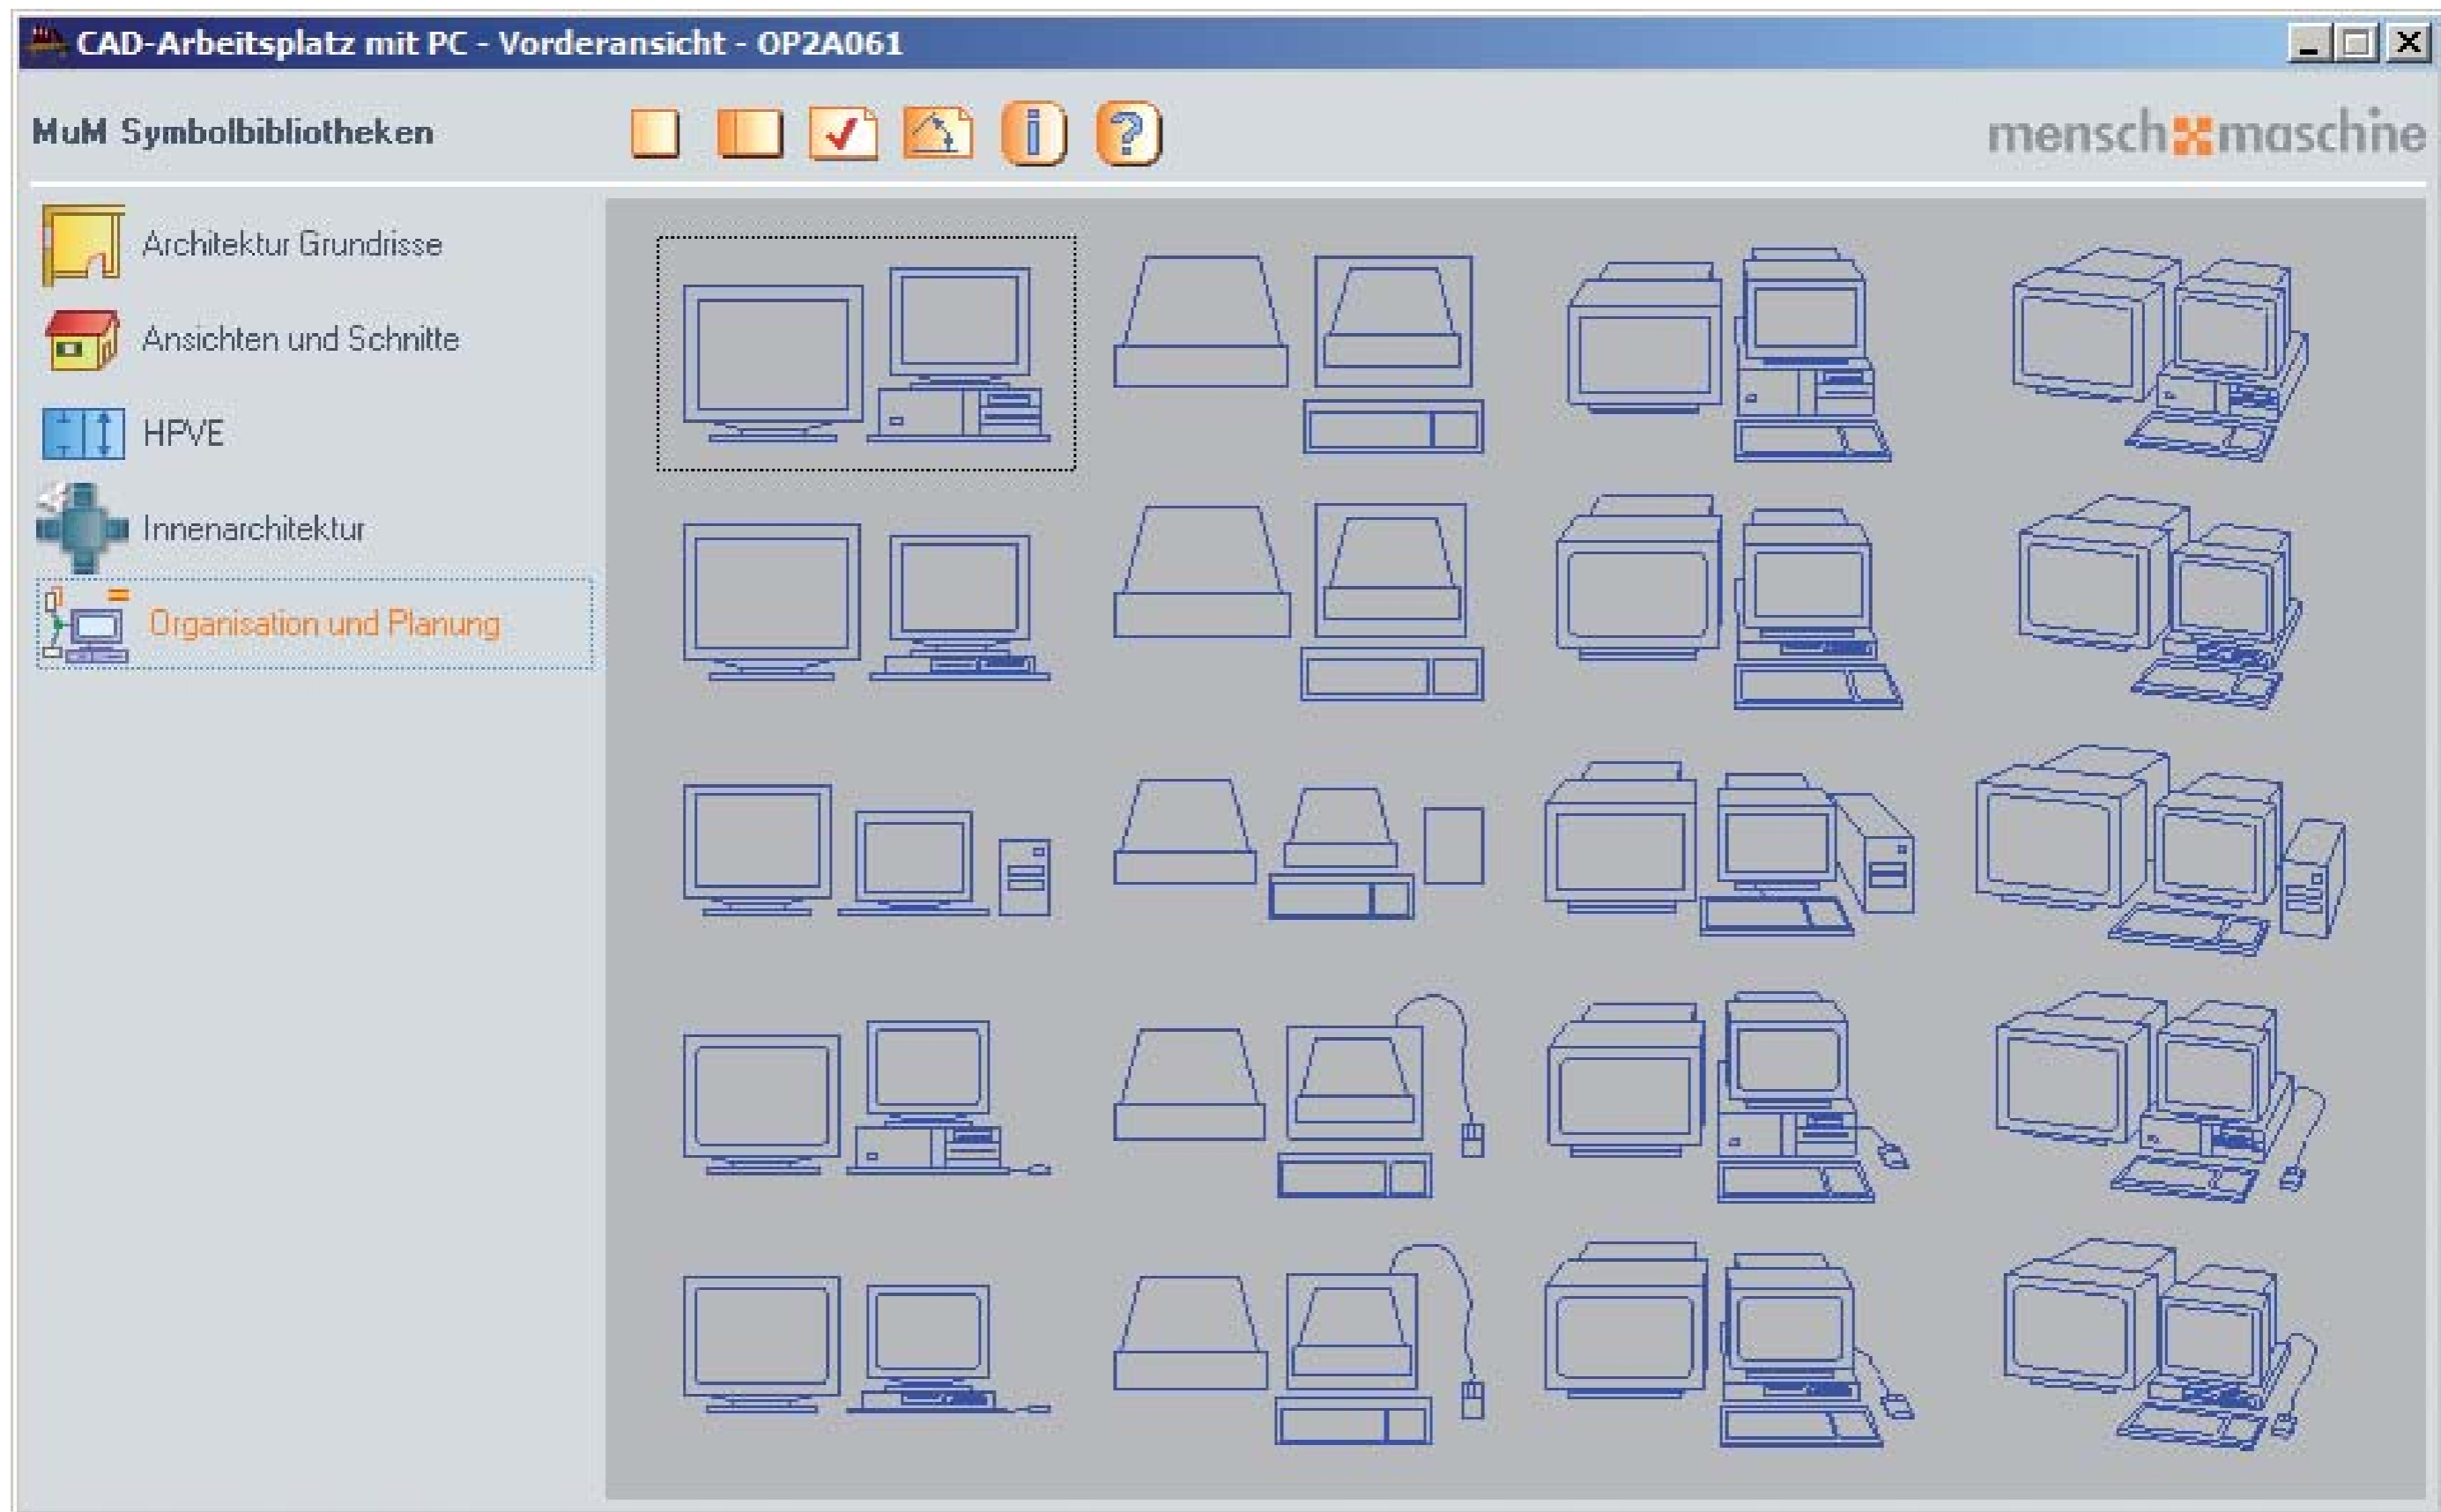 CAD-Arbeitsplatz mit PC - Vorderansicht - OP2A061
MuM Symbolbibliotheken
mensch maschine
Architektur Grundrisse
Ansichten und Schnitte
HPVE
Innenarchitektur
Organisation und Planung